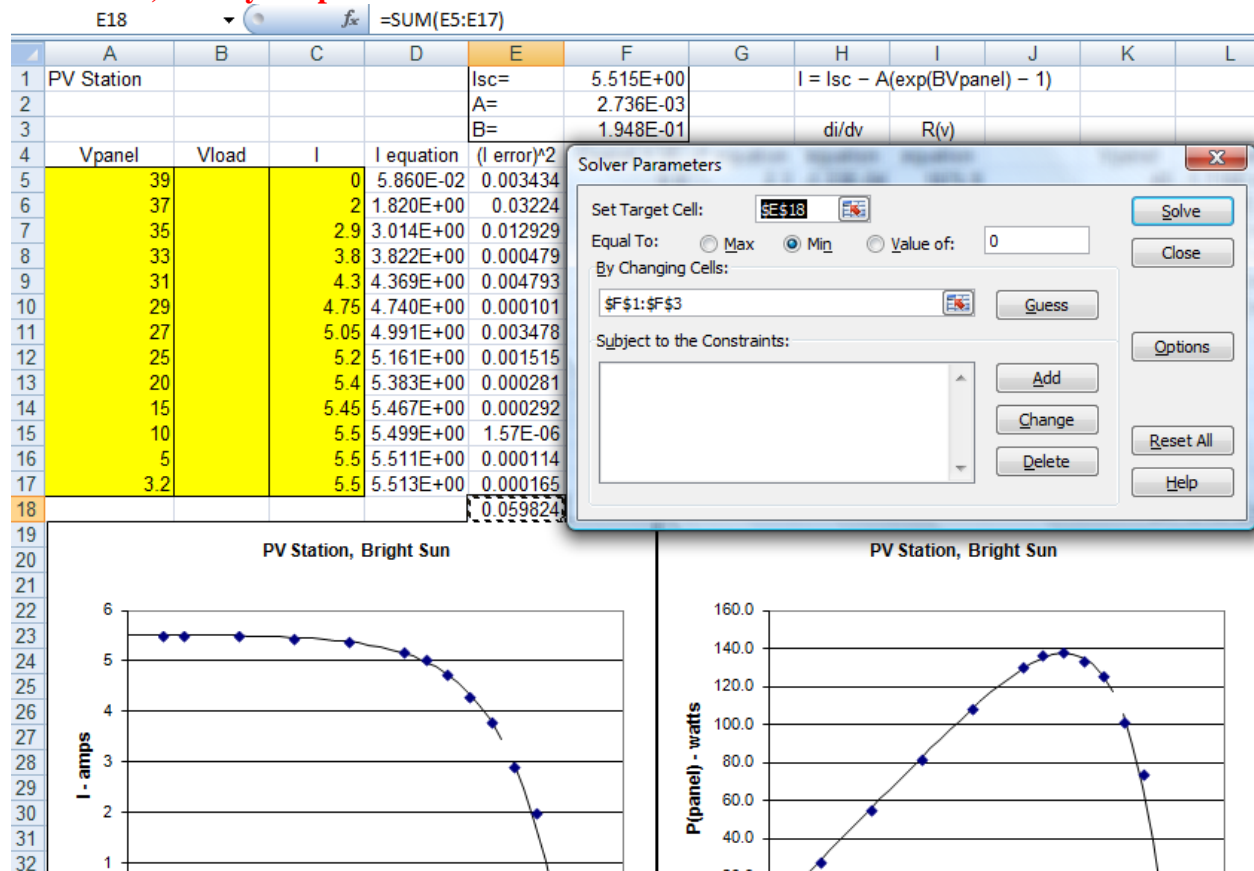 E18 fx =SUM(E5:E17)
A B C D E F G H I J K L
1 PV Station Isc= 5.515E+00 I = Isc − A(exp(BVpanel) − 1)
2 A= 2.736E-03
3 B= 1.948E-01 di/dv R(v)
4 Vpanel Vload I I equation (I error)^2
5 39 0 5.860E-02 0.003434
6 37 2 1.820E+00 0.03224
7 35 2.9 3.014E+00 0.012929
8 33 3.8 3.822E+00 0.000479
9 31 4.3 4.369E+00 0.004793
10 29 4.75 4.740E+00 0.000101
11 27 5.05 4.991E+00 0.003478
12 25 5.2 5.161E+00 0.001515
13 20 5.4 5.383E+00 0.000281
14 15 5.45 5.467E+00 0.000292
15 10 5.5 5.499E+00 1.57E-06
16 5 5.5 5.511E+00 0.000114
17 3.2 5.5 5.513E+00 0.000165
18 0.059824
Solver Parameters
Set Target Cell: $E$18 Solve
Equal To: Max Min Value of: 0 Close
By Changing Cells:
$F$1:$F$3 Guess
Subject to the Constraints: Options
Add
Change
Delete
Reset All
Help
19
20
21
22
23
24
25
26
27
28
29
30
31
32
PV Station, Bright Sun
6
5
4
3
2
1
I - amps
PV Station, Bright Sun
160.0
140.0
120.0
100.0
80.0
60.0
40.0
P(panel) - watts